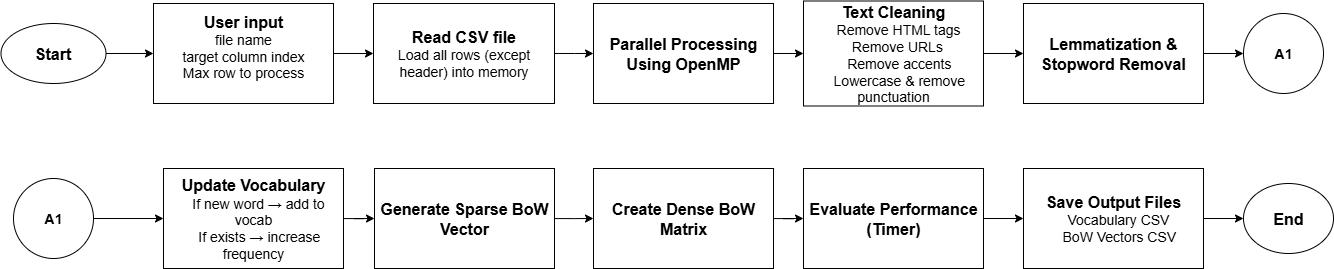 Start
User input
file name
target column index
Max row to process
Read CSV file
Load all rows (except
header) into memory
Parallel Processing
Using OpenMP
Text Cleaning
Remove HTML tags
Remove URLs
Remove accents
Lowercase & remove
punctuation
Lemmatization &
Stopword Removal
A1
A1
Update Vocabulary
If new word → add to
vocab
If exists → increase
frequency
Generate Sparse BoW
Vector
Create Dense BoW
Matrix
Evaluate Performance
(Timer)
Save Output Files
Vocabulary CSV
BoW Vectors CSV
End